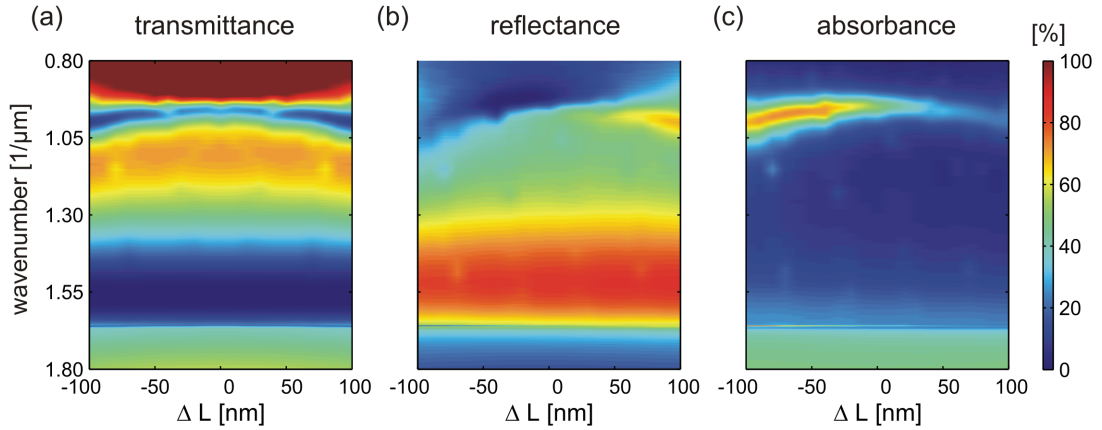 (a) transmittance
(b) reflectance
(c) absorbance
[%]
wavenumber [1/μm]
0.80
1.05
1.30
1.55
1.80
-100 -50 0 50 100
Δ L [nm]
-100 -50 0 50 100
Δ L [nm]
-100 -50 0 50 100
Δ L [nm]
100
80
60
40
20
0